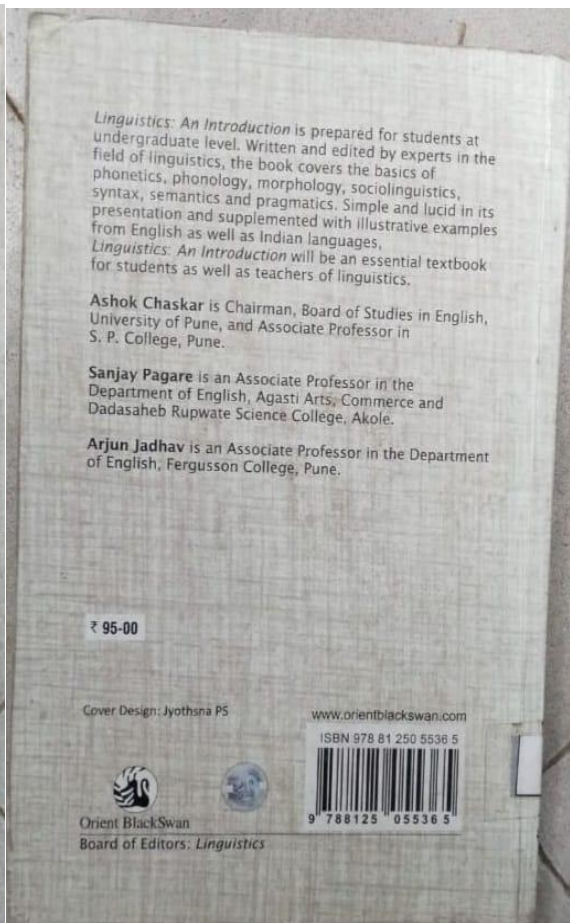 Linguistics: An Introduction is prepared for students at
undergraduate level. Written and edited by experts in the
field of linguistics, the book covers the basics of
phonetics, phonology, morphology, sociolinguistics,
syntax, semantics and pragmatics. Simple and lucid in its
presentation and supplemented with illustrative examples
from English as well as Indian languages,
Linguistics: An Introduction will be an essential textbook
for students as well as teachers of linguistics.
Ashok Chaskar is Chairman, Board of Studies in English,
University of Pune, and Associate Professor in
S. P. College, Pune.
Sanjay Pagare is an Associate Professor in the
Department of English, Agasti Arts, Commerce and
Dadasaheb Rupwate Science College, Akole.
Arjun Jadhav is an Associate Professor in the Department
of English, Fergusson College, Pune.
₹ 95-00
Cover Design: Jyothsna PS
www.orientblackswan.com
ISBN 978 81 250 5536 5
9 788125 055365
Orient BlackSwan
Board of Editors: Linguistics